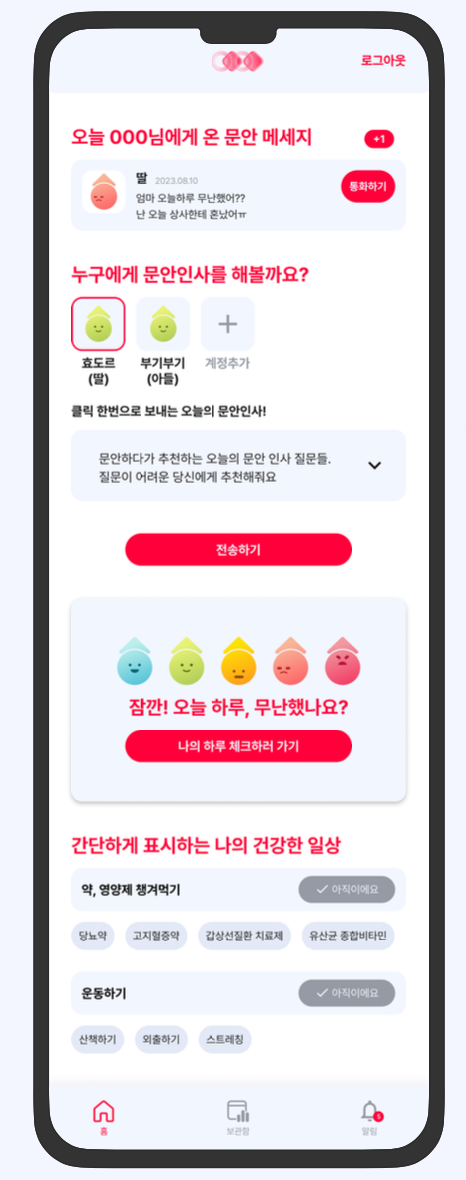 로그아웃
오늘 000님에게 온 문안 메세지
+1
딸 2023.08.10
엄마 오늘하루 무난했어??
난 오늘 상사한테 혼났어ㅠ
통화하기
누구에게 문안인사를 해볼까요?
효도르
(딸)
부기부기
(아들)
계정추가
클릭 한번으로 보내는 오늘의 문안인사!
문안하다가 추천하는 오늘의 문안 인사 질문들.
질문이 어려운 당신에게 추천해줘요
전송하기
잠깐! 오늘 하루, 무난했나요?
나의 하루 체크하러 가기
간단하게 표시하는 나의 건강한 일상
약, 영양제 챙겨먹기
아직이에요
당뇨약 고지혈증약 갑상선질환 치료제 유산균 종합비타민
운동하기
아직이에요
산책하기 외출하기 스트레칭
홈
보관함
5
알림